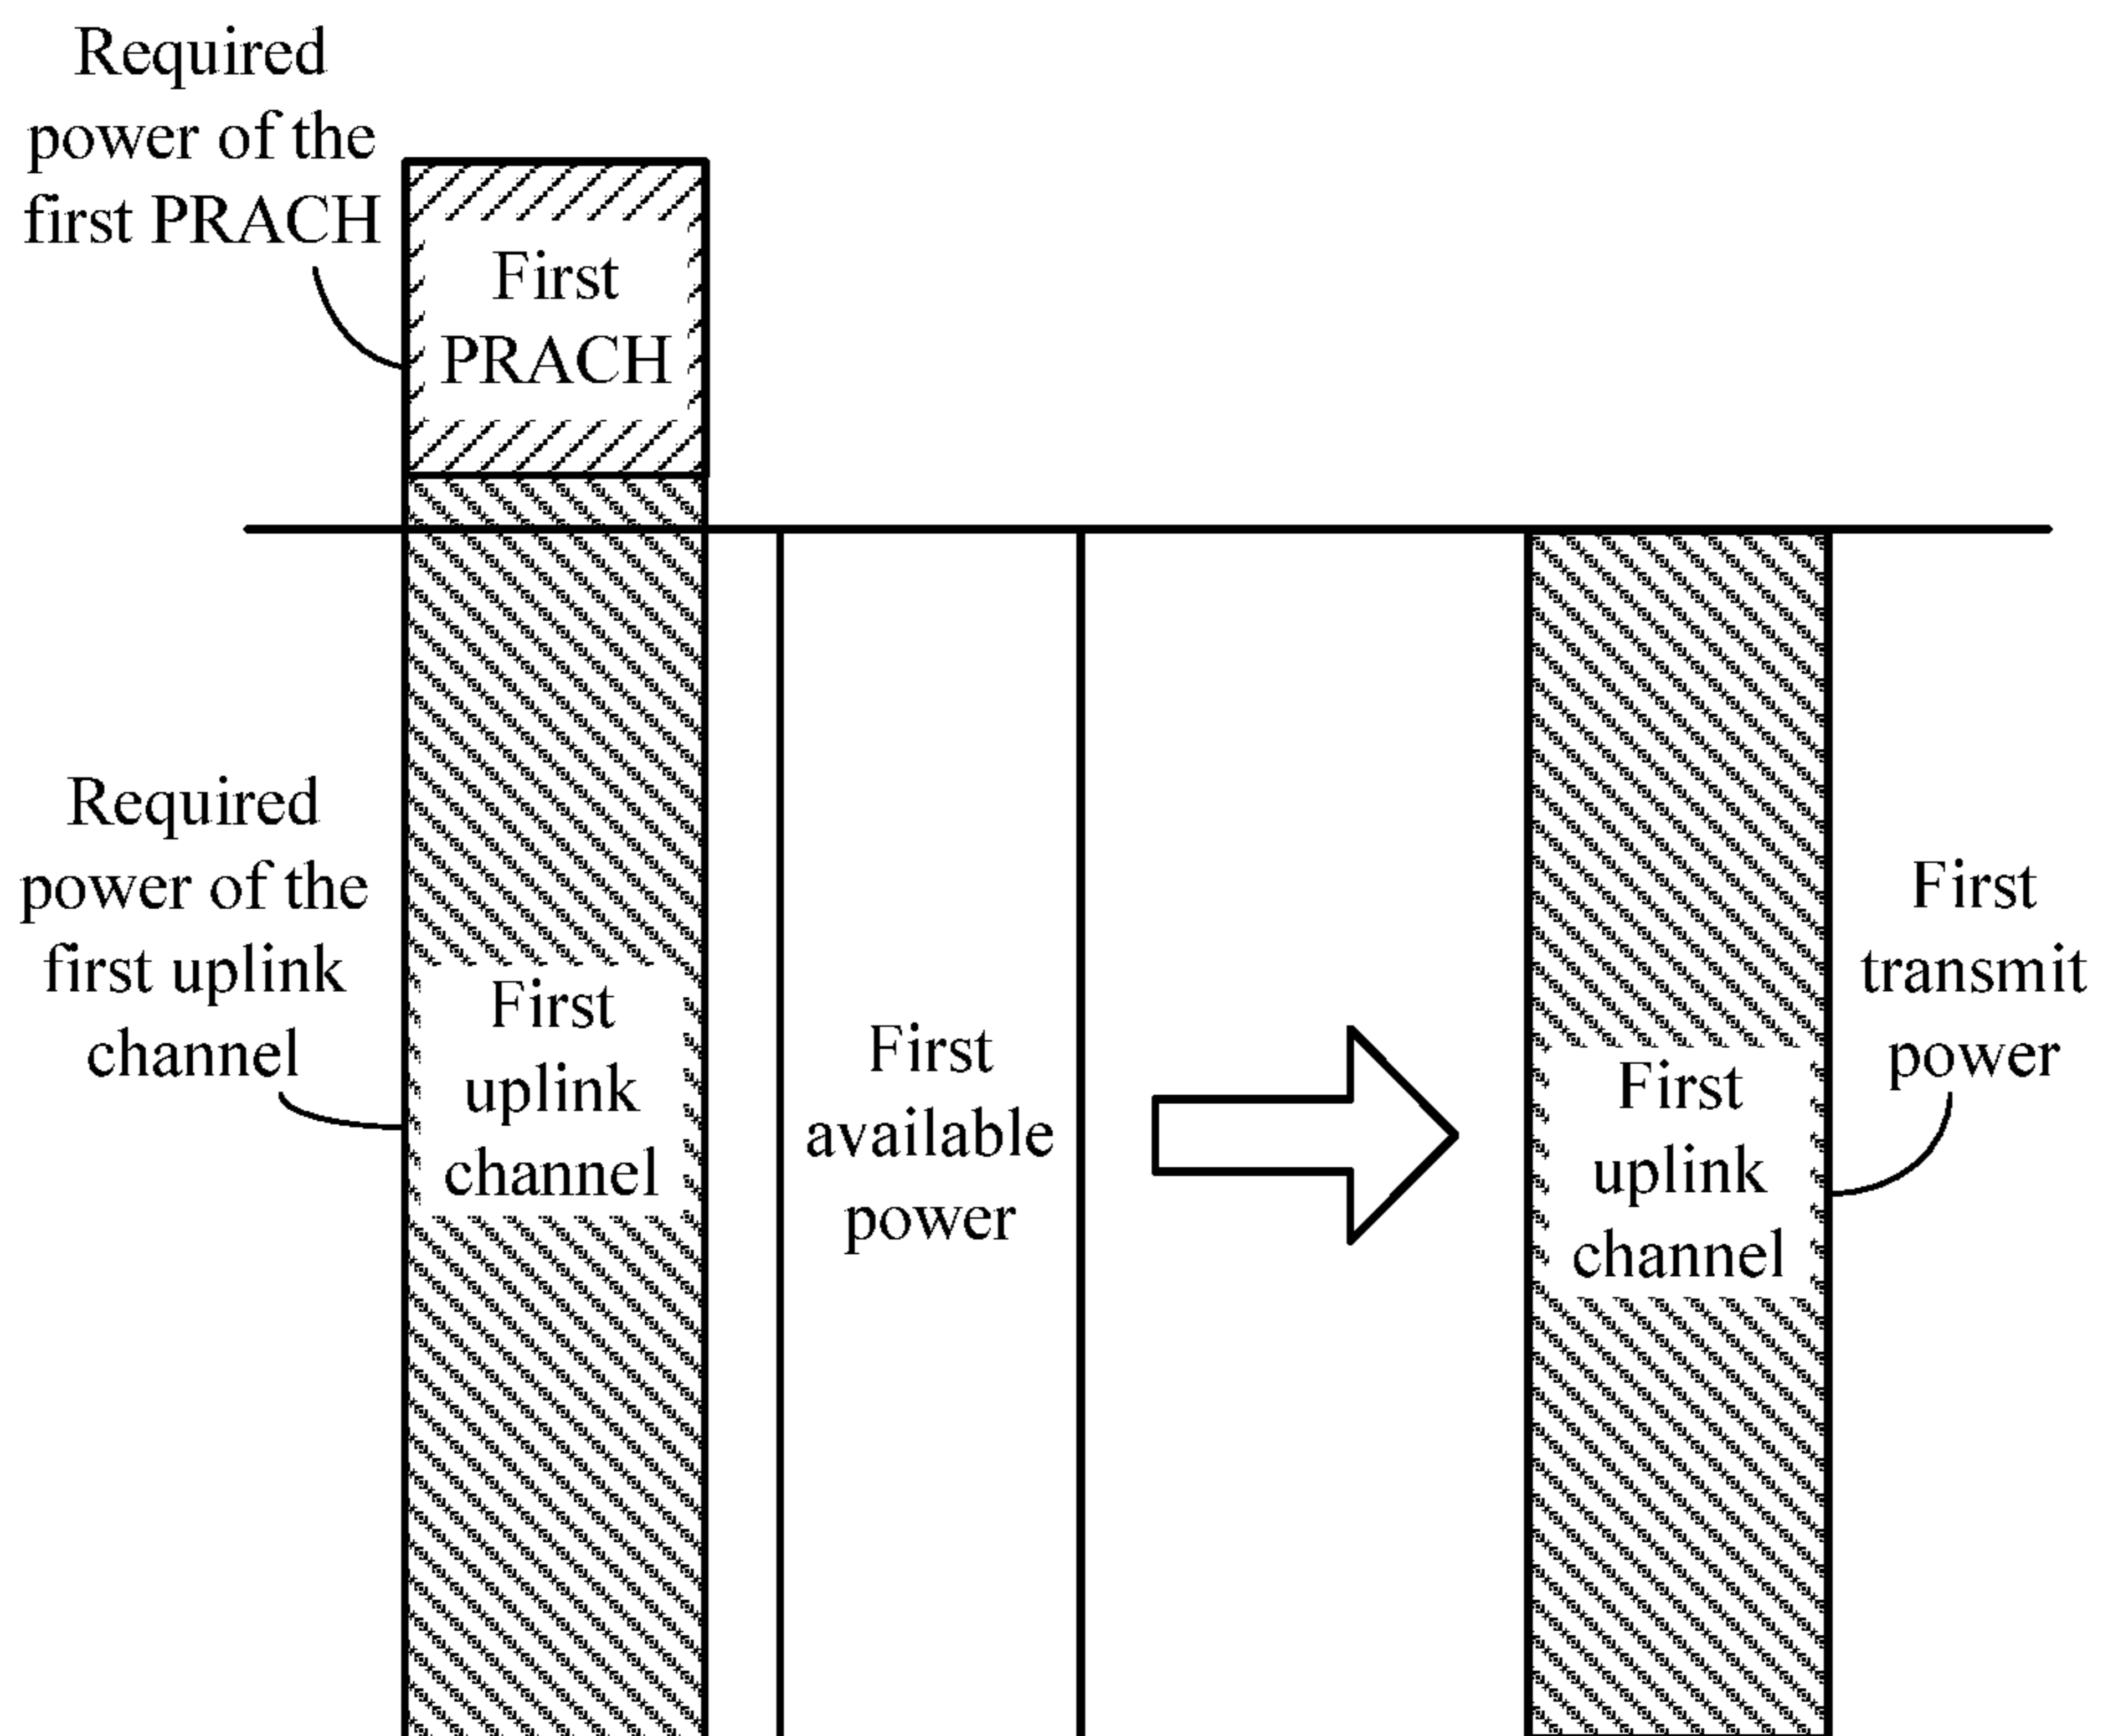 Required
power of the
first PRACH
First
PRACH
Required
power of the
first uplink
channel
First
uplink
channel
First
available
power
First
uplink
channel
First
transmit
power